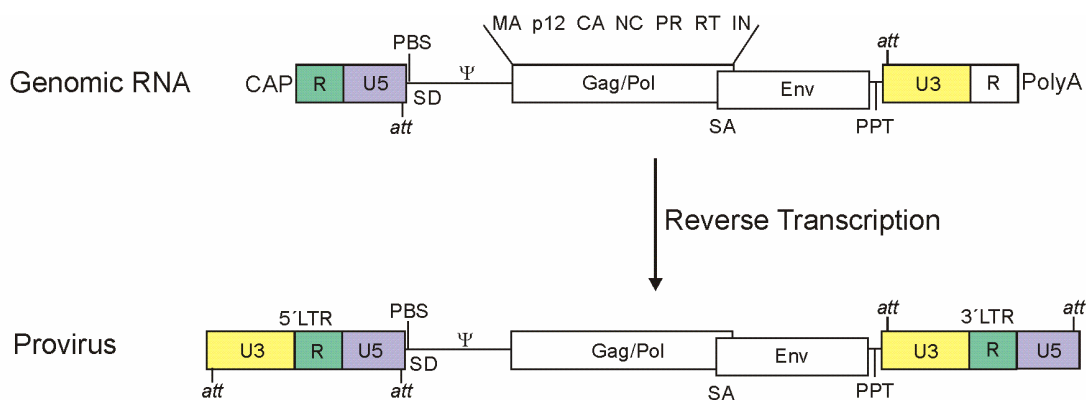 MA p12 CA NC PR RT IN
PBS
att
Genomic RNA
CAP R U5 Ψ Gag/Pol Env U3 R PolyA
SD
att
SA
PPT
Reverse Transcription
Provirus
5´LTR
PBS
att
3´LTR
att
U3 R U5 Ψ Gag/Pol Env U3 R U5
SD
att
att
SA
PPT